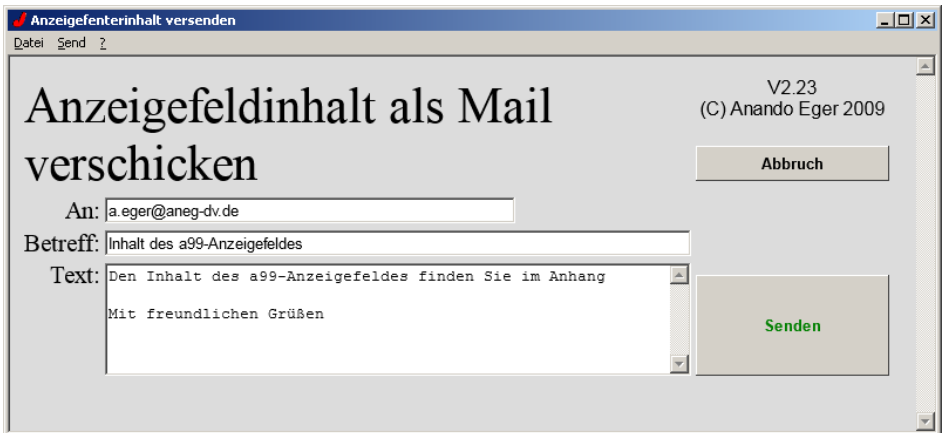 Anzeigefenterinhalt versenden
Datei Send ?
Anzeigefeldinhalt als Mail
verschicken
V2.23
(C) Anando Eger 2009
Abbruch
An: a.eger@aneg-dv.de
Betreff: Inhalt des a99-Anzeigefeldes
Text: Den Inhalt des a99-Anzeigefeldes finden Sie im Anhang
Mit freundlichen Grüßen
Senden